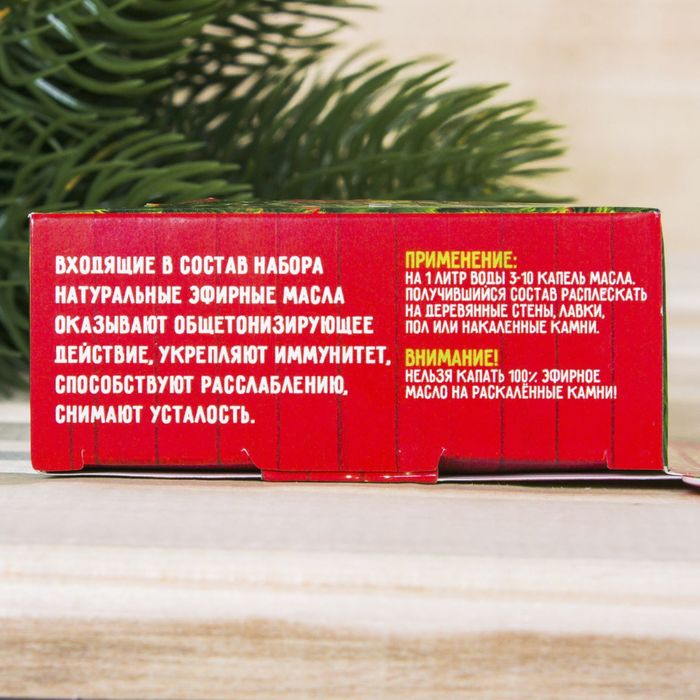 ВХОДЯЩИЕ В СОСТАВ НАБОРА
НАТУРАЛЬНЫЕ ЭФИРНЫЕ МАСЛА
ОКАЗЫВАЮТ ОБЩЕТОНИЗИРУЮЩЕЕ
ДЕЙСТВИЕ, УКРЕПЛЯЮТ ИММУНИТЕТ,
СПОСОБСТВУЮТ РАССЛАБЛЕНИЮ,
СНИМАЮТ УСТАЛОСТЬ.
ПРИМЕНЕНИЕ:
НА 1 ЛИТР ВОДЫ 3-10 КАПЕЛЬ МАСЛА.
ПОЛУЧИВШИЙСЯ СОСТАВ РАСПЛЕСКАТЬ
НА ДЕРЕВЯННЫЕ СТЕНЫ, ЛАВКИ,
ПОЛ ИЛИ НАКАЛЕННЫЕ КАМНИ.
ВНИМАНИЕ!
НЕЛЬЗЯ КАПАТЬ 100% ЭФИРНОЕ
МАСЛО НА РАСКАЛЁННЫЕ КАМНИ!